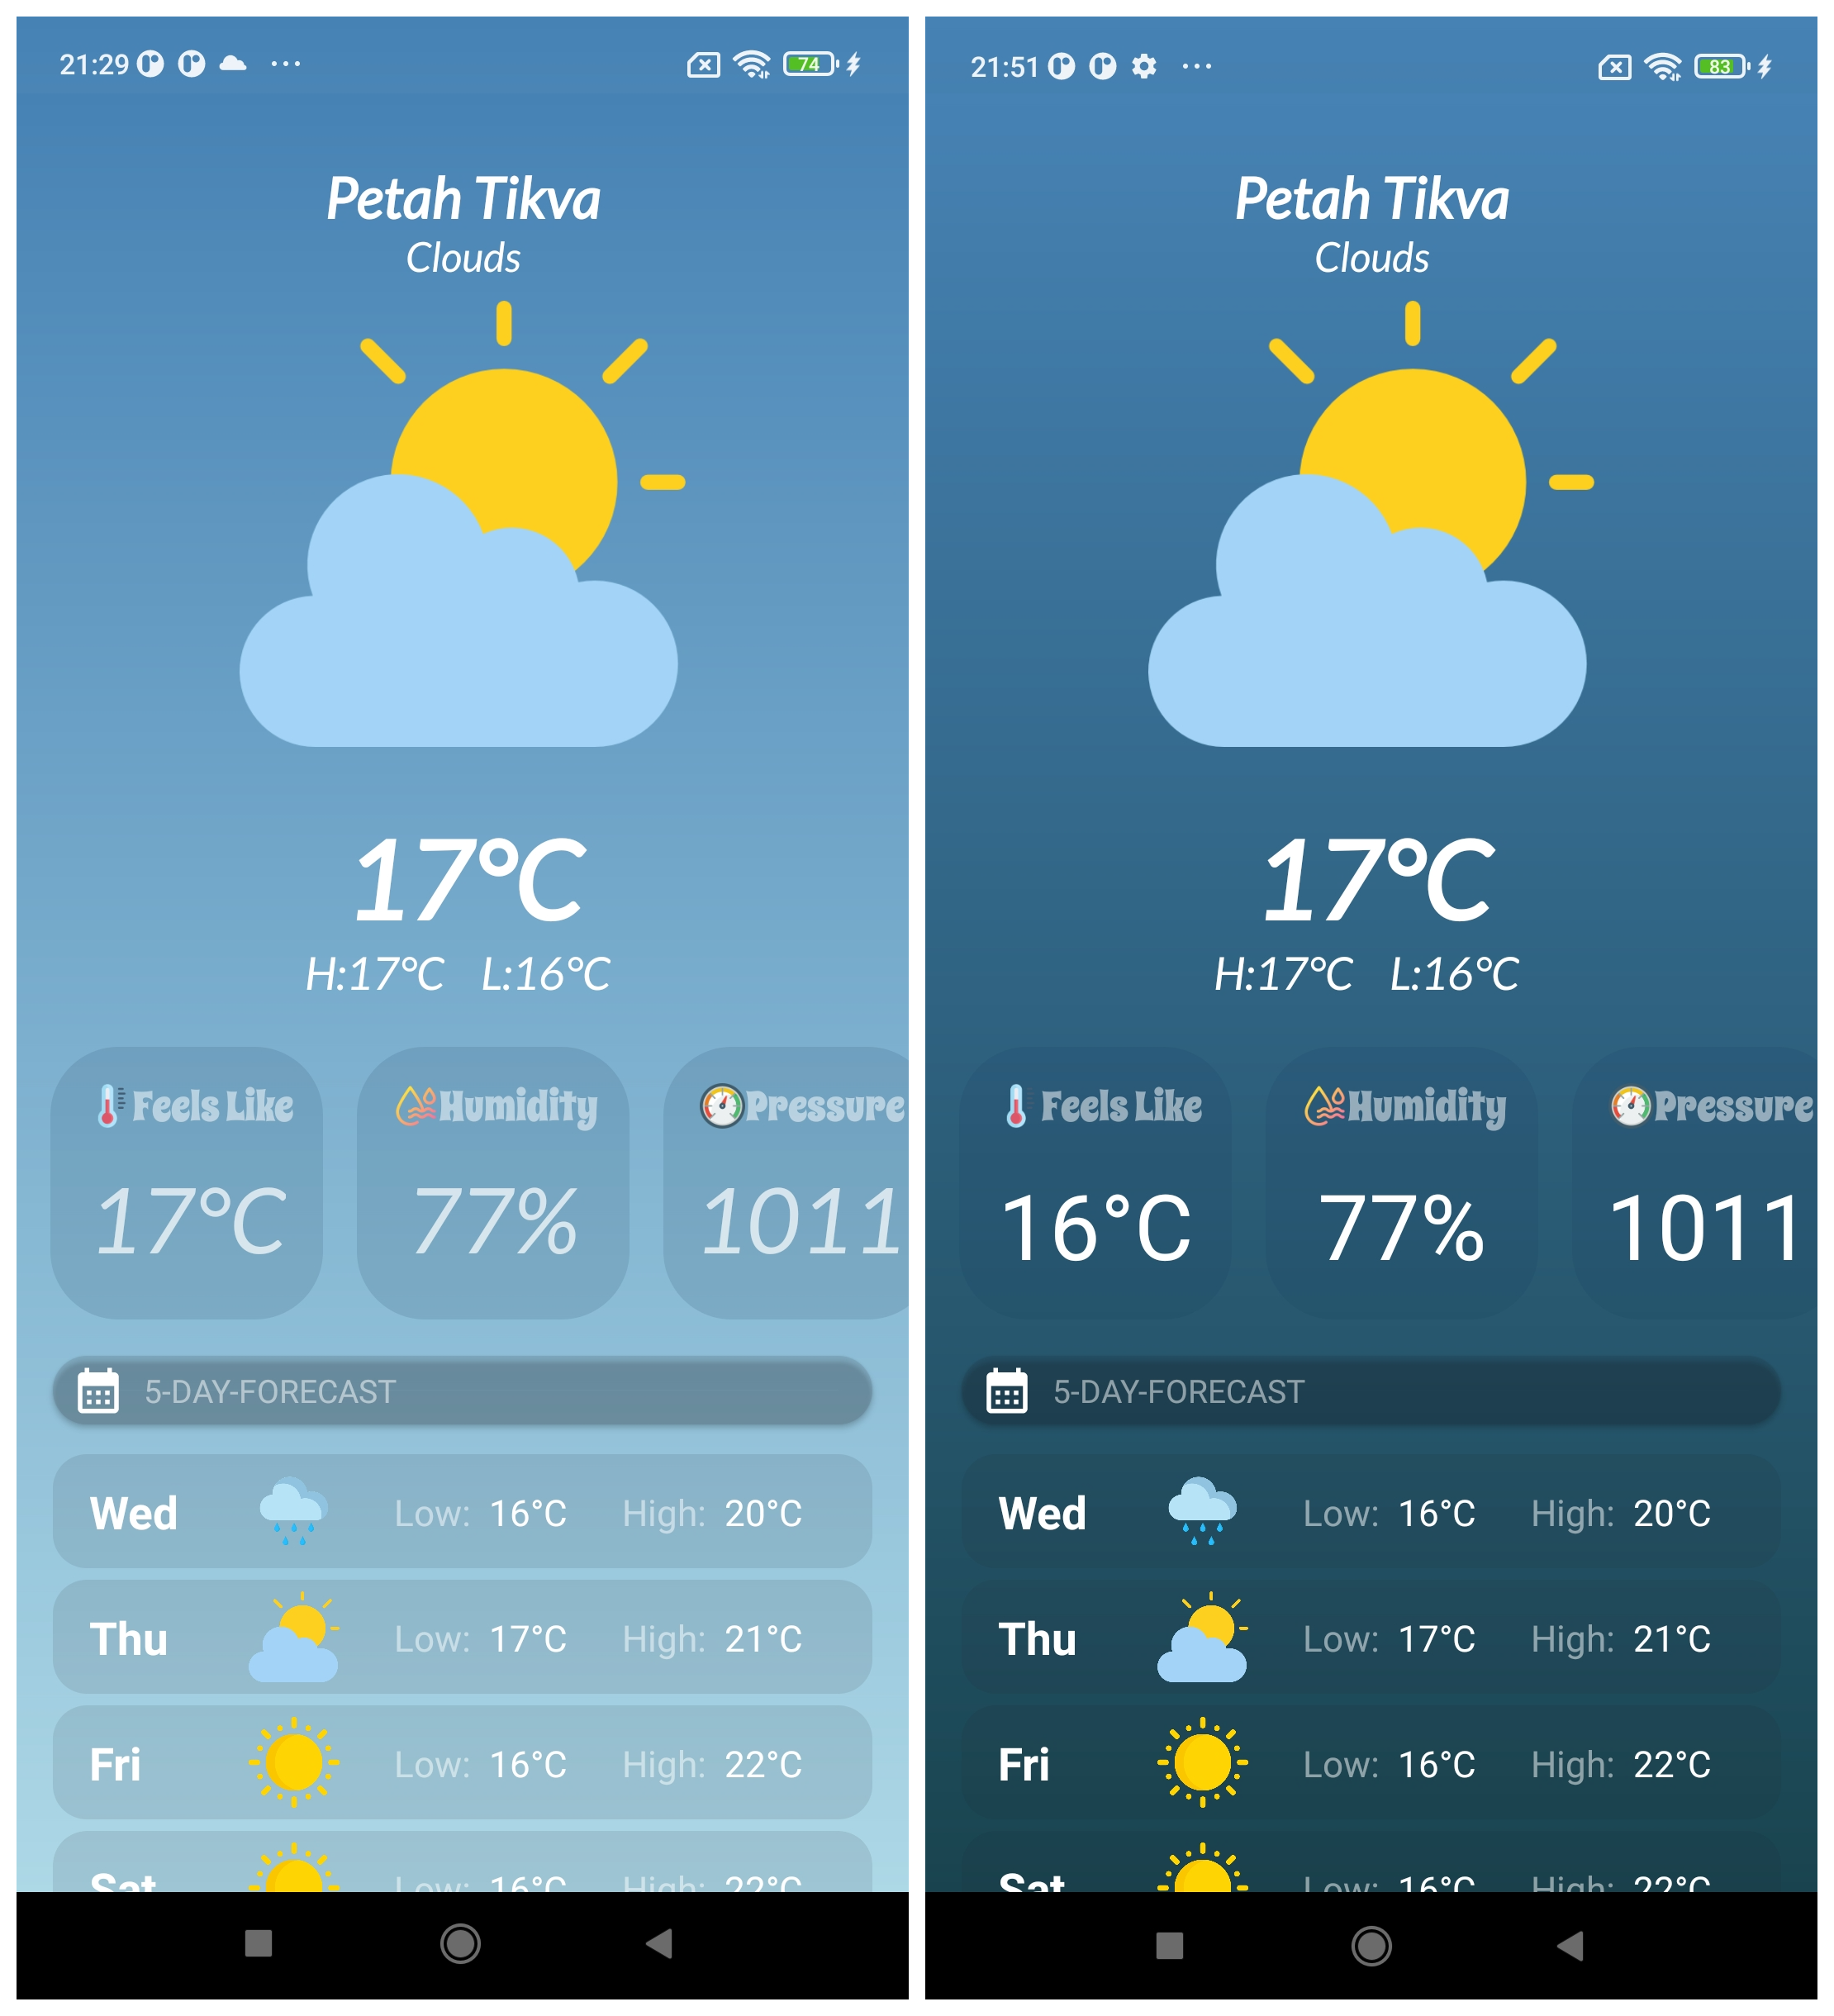 21:29 ... 74
Petah Tikva
Clouds
17°C
H:17°C L:16°C
Feels Like Humidity Pressure
17°C 77% 1011
5-DAY-FORECAST
Wed Low: 16°C High: 20°C
Thu Low: 17°C High: 21°C
Fri Low: 16°C High: 22°C
Sat Low: 16°C High: 22°C
21:51 ... 83
Petah Tikva
Clouds
17°C
H:17°C L:16°C
Feels Like Humidity Pressure
16°C 77% 1011
5-DAY-FORECAST
Wed Low: 16°C High: 20°C
Thu Low: 17°C High: 21°C
Fri Low: 16°C High: 22°C
Sat Low: 16°C High: 22°C